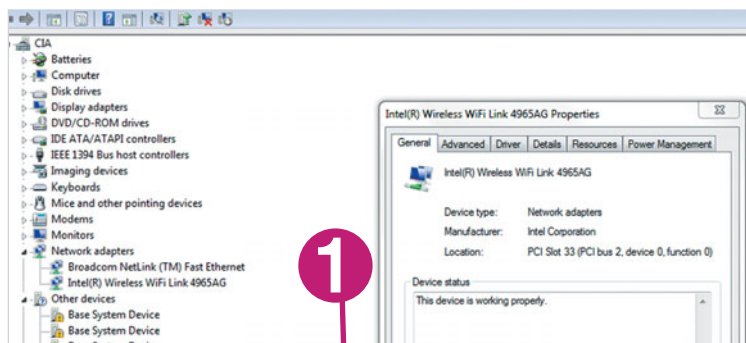 CIA
Batteries
Computer
Disk drives
Display adapters
DVD/CD-ROM drives
IDE ATA/ATAPI controllers
IEEE 1394 Bus host controllers
Imaging devices
Keyboards
Mice and other pointing devices
Modems
Monitors
Network adapters
Broadcom NetLink (TM) Fast Ethernet
Intel(R) Wireless WiFi Link 4965AG
Other devices
Base System Device
Base System Device
1
Intel(R) Wireless WiFi Link 4965AG Properties
General Advanced Driver Details Resources Power Management
Intel(R) Wireless WiFi Link 4965AG
Device type: Network adapters
Manufacturer: Intel Corporation
Location: PCI Slot 33 (PCI bus 2, device 0, function 0)
Device status
This device is working properly.